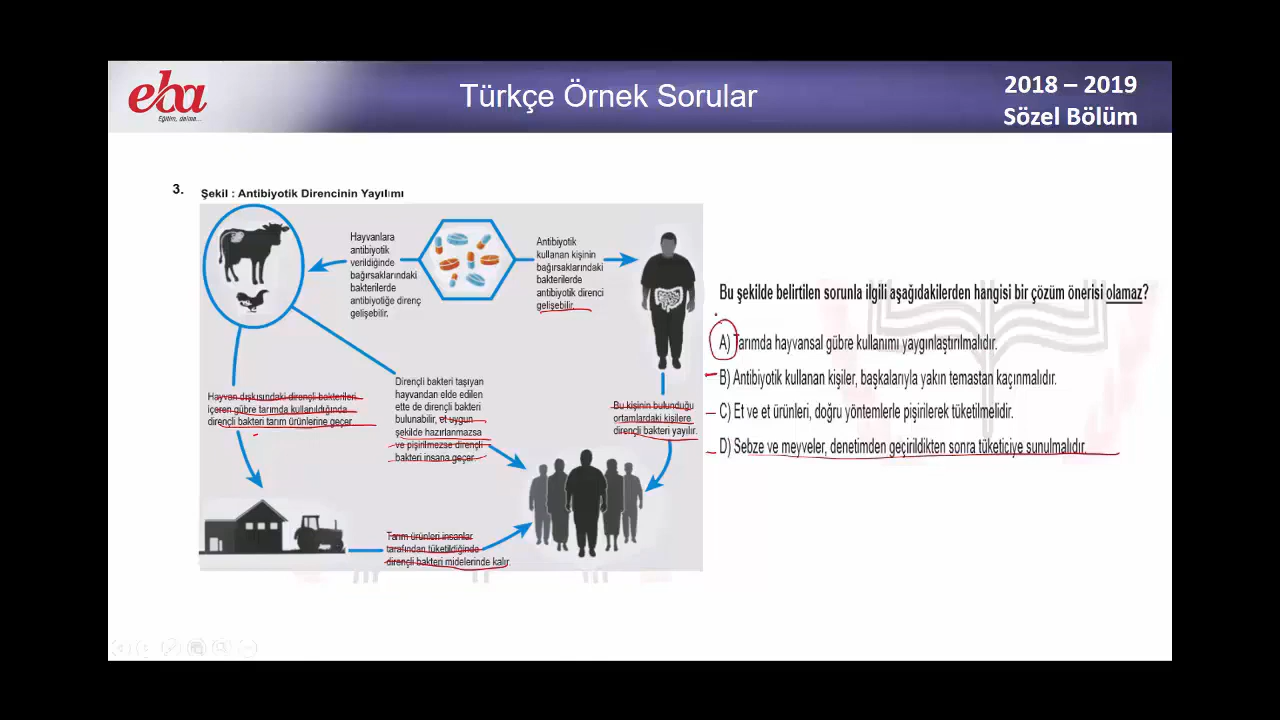 eba
Eğitim, daima...
Türkçe Örnek Sorular
2018 – 2019
Sözel Bölüm
3.
Şekil : Antibiyotik Direncinin Yayılımı
Hayvanlara
antibiyotik
verildiğinde
bağırsaklarındaki
bakterilerde
antibiyotiğe direnç
gelişebilir.
Antibiyotik
kullanan kişinin
bağırsaklarındaki
bakterilerde
antibiyotik direnci
gelişebilir.
Hayvan dışkısındaki dirençli bakterileri
içeren gübre tarımda kullanıldığında
dirençli bakteri tarım ürünlerine geçer.
Dirençli bakteri taşıyan
hayvandan elde edilen
ette de dirençli bakteri
bulunabilir, et uygun
şekilde hazırlanmazsa
ve pişirilmezse dirençli
bakteri insana geçer.
Bu kişinin bulunduğu
ortamlardaki kişilere
dirençli bakteri yayılır.
Tarım ürünleri insanlar
tarafından tüketildiğinde
dirençli bakteri midelerinde kalır.
Bu şekilde belirtilen sorunla ilgili aşağıdakilerden hangisi bir çözüm önerisi olamaz?
A) Tarımda hayvansal gübre kullanımı yaygınlaştırılmalıdır.
B) Antibiyotik kullanan kişiler, başkalarıyla yakın temastan kaçınmalıdır.
C) Et ve et ürünleri, doğru yöntemlerle pişirilerek tüketilmelidir.
D) Sebze ve meyveler, denetimden geçirildikten sonra tüketiciye sunulmalıdır.